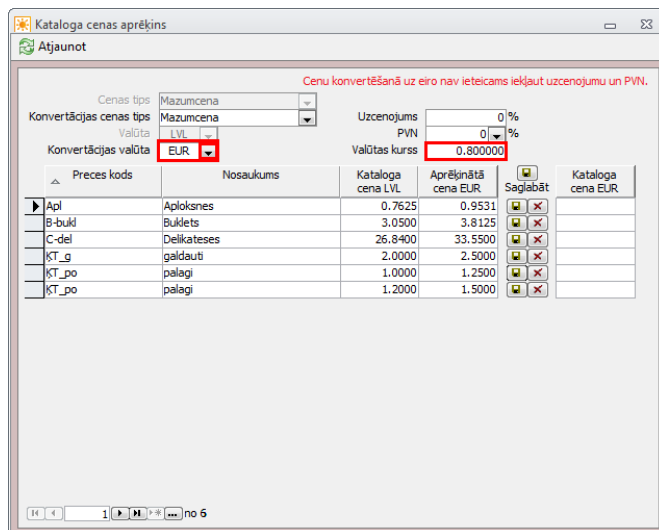 Kataloga cenas aprēķins
Atjaunot
Cenu konvertēšanā uz eiro nav ieteicams iekļaut uzcenojumu un PVN.
Cenas tips Mazumcena
Konvertācijas cenas tips Mazumcena Uzcenojums 0 %
Valūta LVL PVN 0 %
Konvertācijas valūta EUR Valūtas kurss 0.800000
Preces kods Nosaukums Kataloga cena LVL Aprēķinātā cena EUR Saglabāt Kataloga cena EUR
Apl Aploksnes 0.7625 0.9531
B-bukl Buklets 3.0500 3.8125
C-del Delikateses 26.8400 33.5500
ĶT_g galdauti 2.0000 2.5000
ĶT_po palagi 1.0000 1.2500
ĶT_po palagi 1.2000 1.5000
1 no 6